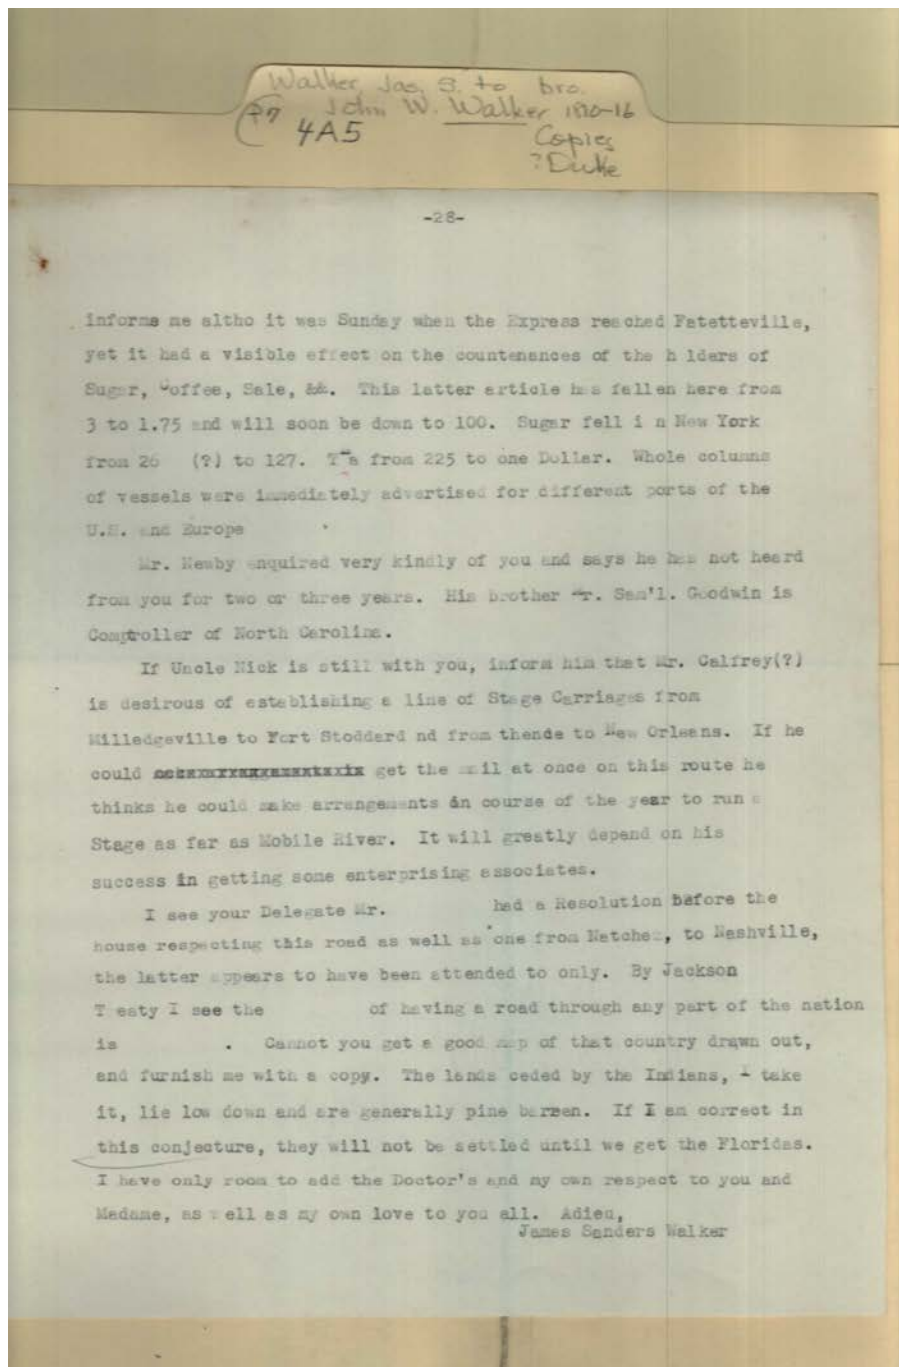 Walker, Jas. S. to bro.
John W. Walker 1810-16
P7
4A5
Copies
? Duke
-28-
informs me altho it was Sunday when the Express reached Fatetteville,
yet it had a visible effect on the countenances of the h lders of
Sugar, Coffee, Sale, &&. This latter article has fallen here from
3 to 1.75 and will soon be down to 100. Sugar fell i n New York
from 26 (?) to 127. T a from 225 to one Dollar. Whole columns
of vessels were immediately advertised for different ports of the
U.S. and Europe
Mr. Newby enquired very kindly of you and says he has not heard
from you for two or three years. His brother Mr. Sam'l. Goodwin is
Comptroller of North Carolina.
If Uncle Nick is still with you, inform him that Mr. Calfrey(?)
is desirous of establishing a line of Stage Carriages from
Milledgeville to Fort Stodderd nd from thende to New Orleans. If he
could get the mail at once on this route he
thinks he could make arrangements in course of the year to run a
Stage as far as Mobile River. It will greatly depend on his
success in getting some enterprising associates.
I see your Delegate Mr. had a Resolution before the
house respecting this road as well as one from Natchez, to Nashville,
the latter appears to have been attended to only. By Jackson
T eaty I see the of having a road through any part of the nation
is . Cannot you get a good map of that country drawn out,
and furnish me with a copy. The lands ceded by the Indians, I take
it, lie low down and are generally pine barren. If I am correct in
this conjecture, they will not be settled until we get the Floridas.
I have only room to add the Doctor's and my own respect to you and
Madame, as well as my own love to you all. Adieu,
James Sanders Walker